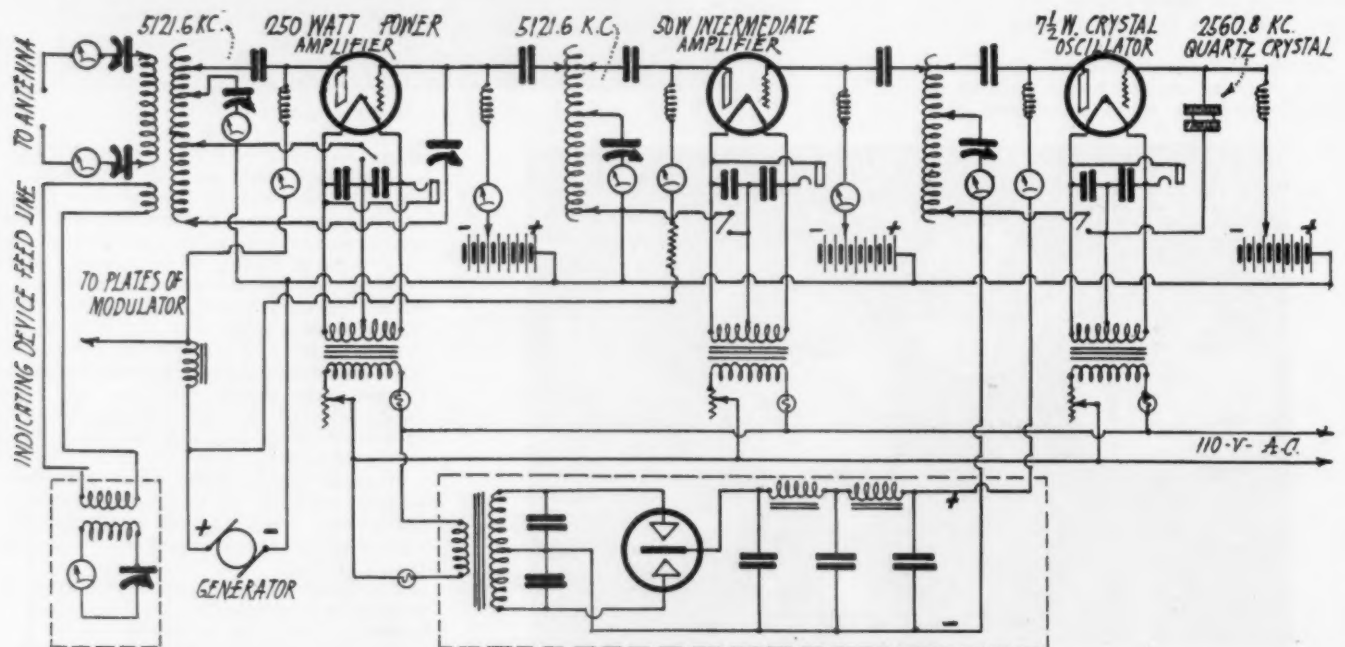 5121.6 KC.
250 WATT POWER
AMPLIFIER
5121.6 K.C.
50W INTERMEDIATE
AMPLIFIER
7½ W. CRYSTAL
OSCILLATOR
2560.8 KC.
QUARTZ CRYSTAL
TO ANTENNA
INDICATING DEVICE FEED LINE
- +
- +
- +
TO PLATES OF
MODULATOR
110-V- A.C.
+ -
GENERATOR
+
-